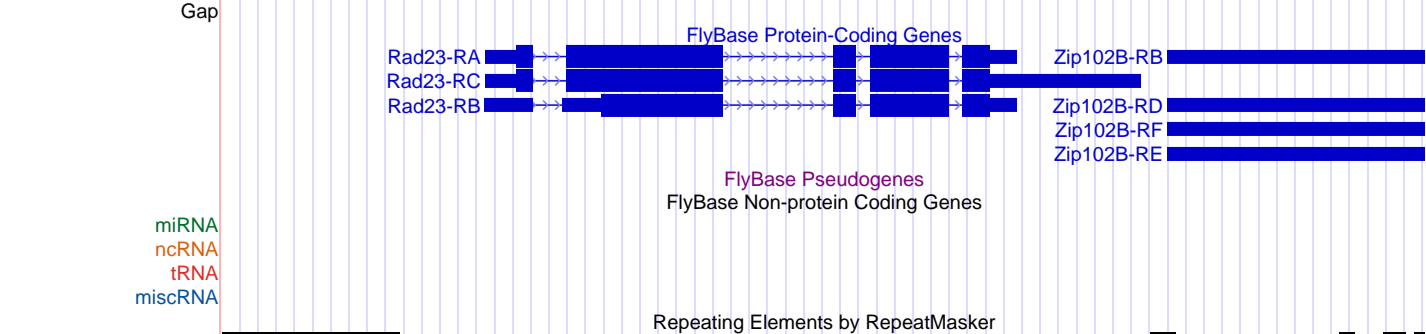 Gap
FlyBase Protein-Coding Genes
Rad23-RA Zip102B-RB
Rad23-RC
Rad23-RB Zip102B-RD
Zip102B-RF
Zip102B-RE
FlyBase Pseudogenes
FlyBase Non-protein Coding Genes
miRNA
ncRNA
tRNA
miscRNA
Repeating Elements by RepeatMasker